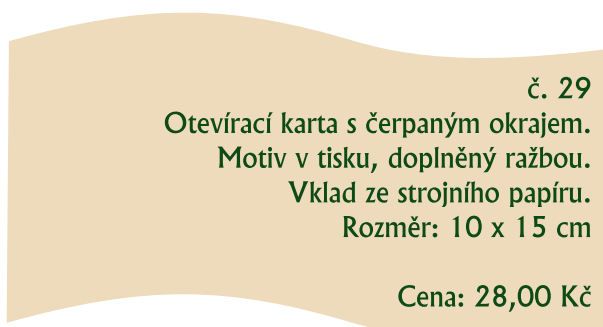 č. 29
Otevírací karta s čerpaným okrajem.
Motiv v tisku, doplněný ražbou.
Vklad ze strojního papíru.
Rozměr: 10 x 15 cm
Cena: 28,00 Kč